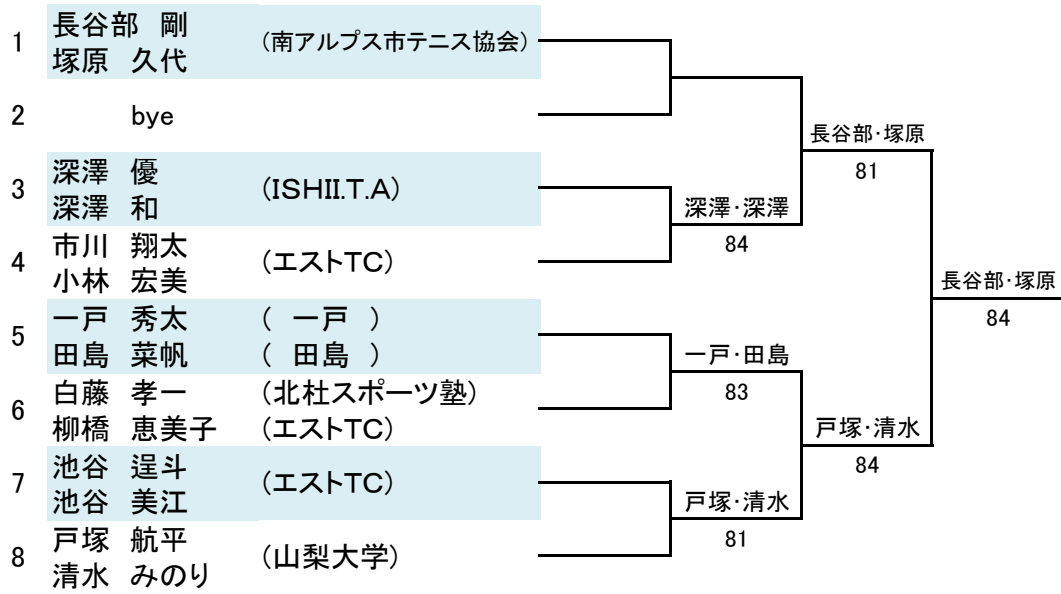 1 長谷部 剛 (南アルプス市テニス協会)
塚原 久代
2 bye
長谷部・塚原
81
3 深澤 優 (ISHII.T.A)
深澤 和
深澤・深澤
84
4 市川 翔太 (エストTC)
小林 宏美
長谷部・塚原
84
5 一戸 秀太 ( 一戸 )
田島 菜帆 ( 田島 )
一戸・田島
83
6 白藤 孝一 (北杜スポーツ塾)
柳橋 恵美子 (エストTC)
戸塚・清水
84
7 池谷 逞斗 (エストTC)
池谷 美江
戸塚・清水
81
8 戸塚 航平 (山梨大学)
清水 みのり